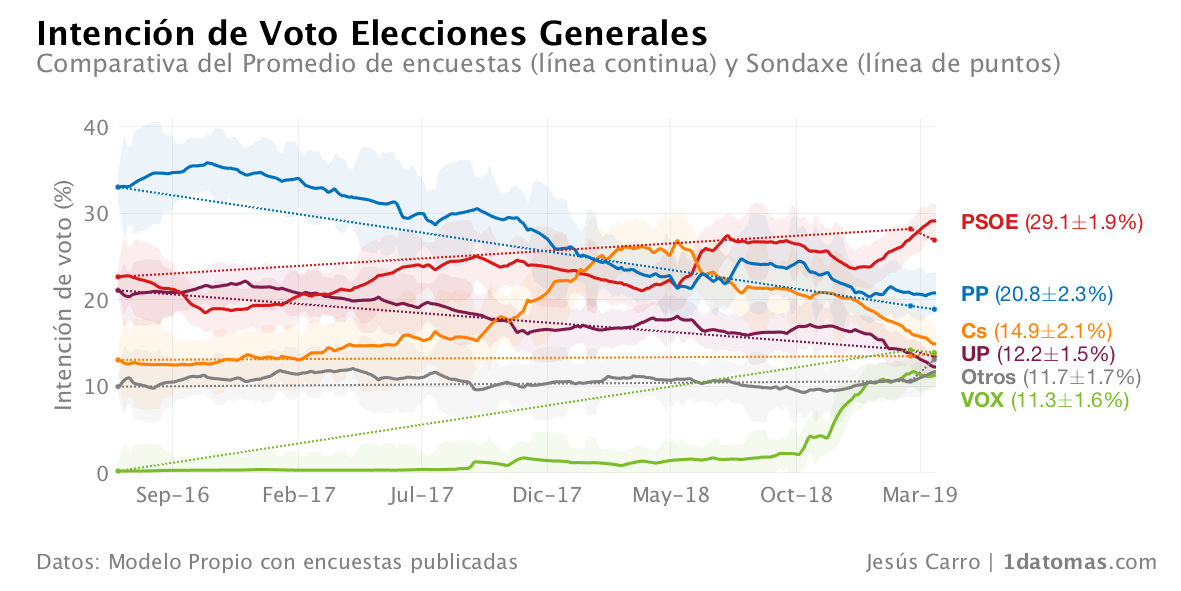 Intención de Voto Elecciones Generales
Comparativa del Promedio de encuestas (línea continua) y Sondaxe (línea de puntos)
Intención de voto (%)
40
30
20
10
0
Sep-16 Feb-17 Jul-17 Dic-17 May-18 Oct-18 Mar-19
PSOE (29.1±1.9%)
PP (20.8±2.3%)
Cs (14.9±2.1%)
UP (12.2±1.5%)
Otros (11.7±1.7%)
VOX (11.3±1.6%)
Datos: Modelo Propio con encuestas publicadas
Jesús Carro | 1datomas.com